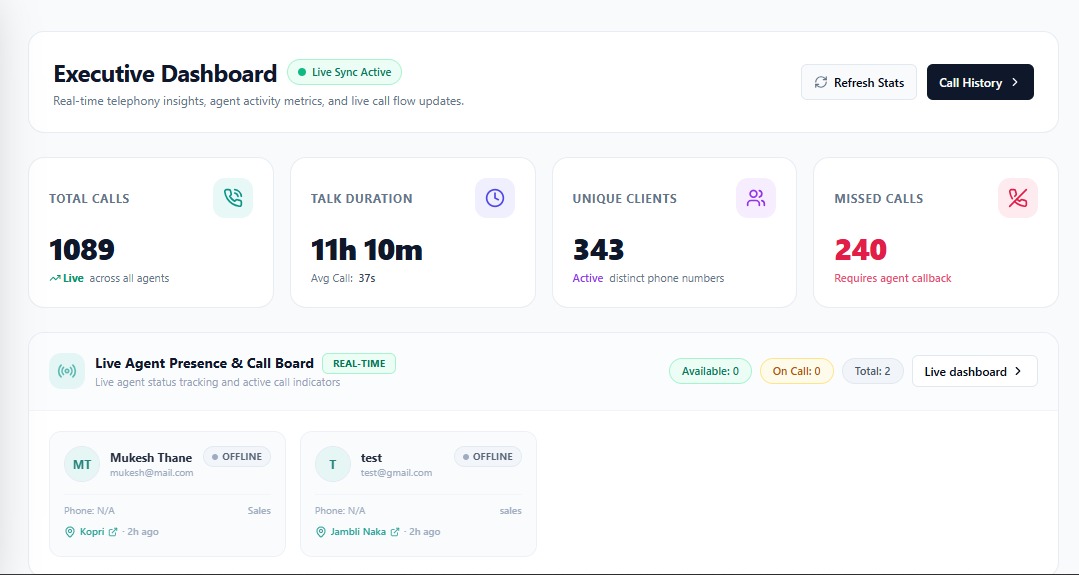 Executive Dashboard
Live Sync Active
Real-time telephony insights, agent activity metrics, and live call flow updates.
Refresh Stats
Call History
TOTAL CALLS
1089
Live across all agents
TALK DURATION
11h 10m
Avg Call: 37s
UNIQUE CLIENTS
343
Active distinct phone numbers
MISSED CALLS
240
Requires agent callback
Live Agent Presence & Call Board
REAL-TIME
Live agent status tracking and active call indicators
Available: 0
On Call: 0
Total: 2
Live dashboard
MT
Mukesh Thane
OFFLINE
mukesh@mail.com
Phone: N/A
Sales
Kopri · 2h ago
T
test
OFFLINE
test@gmail.com
Phone: N/A
sales
Jambli Naka · 2h ago